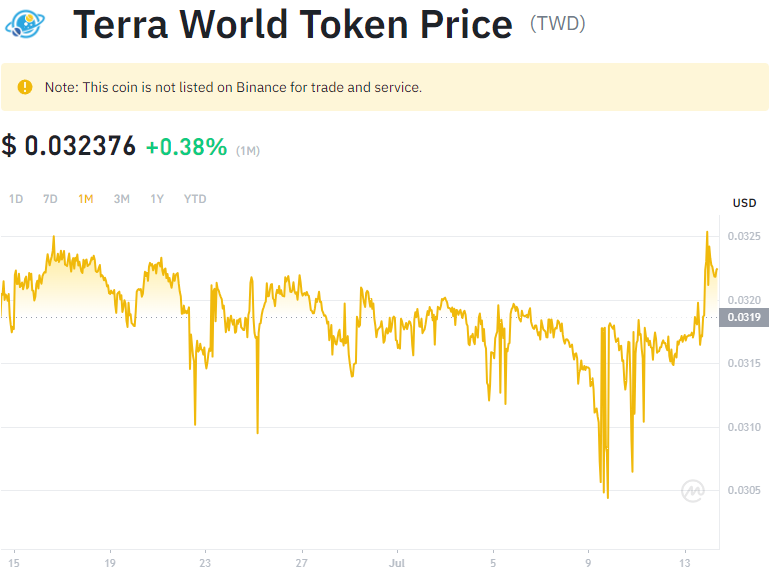 Terra World Token Price (TWD)
Note: This coin is not listed on Binance for trade and service.
$ 0.032376 +0.38% (1M)
1D 7D 1M 3M 1Y YTD
USD
0.0325
0.0320
0.0319
0.0315
0.0310
0.0305
15 19 23 27 Jul 5 9 13